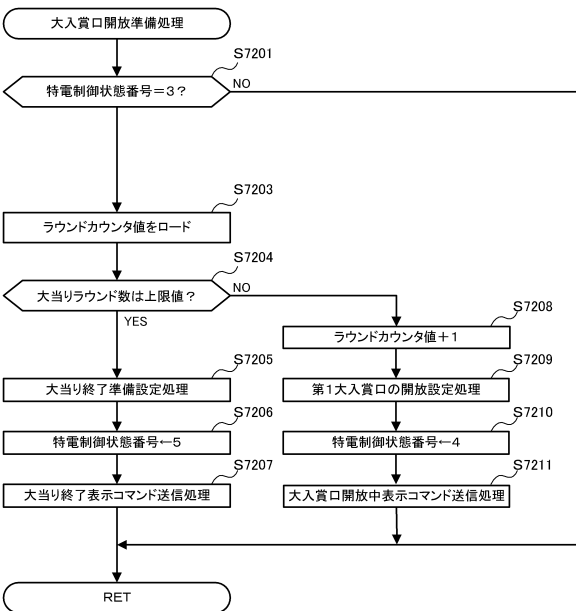 大入賞口開放準備処理
S7201
特電制御状態番号=3?
NO
S7203
ラウンドカウンタ値をロード
S7204
大当りラウンド数は上限値?
NO
YES
S7208
ラウンドカウンタ値+1
S7205
大当り終了準備設定処理
S7209
第1大入賞口の開放設定処理
S7206
特電制御状態番号←5
S7210
特電制御状態番号←4
S7207
大当り終了表示コマンド送信処理
S7211
大入賞口開放中表示コマンド送信処理
RET